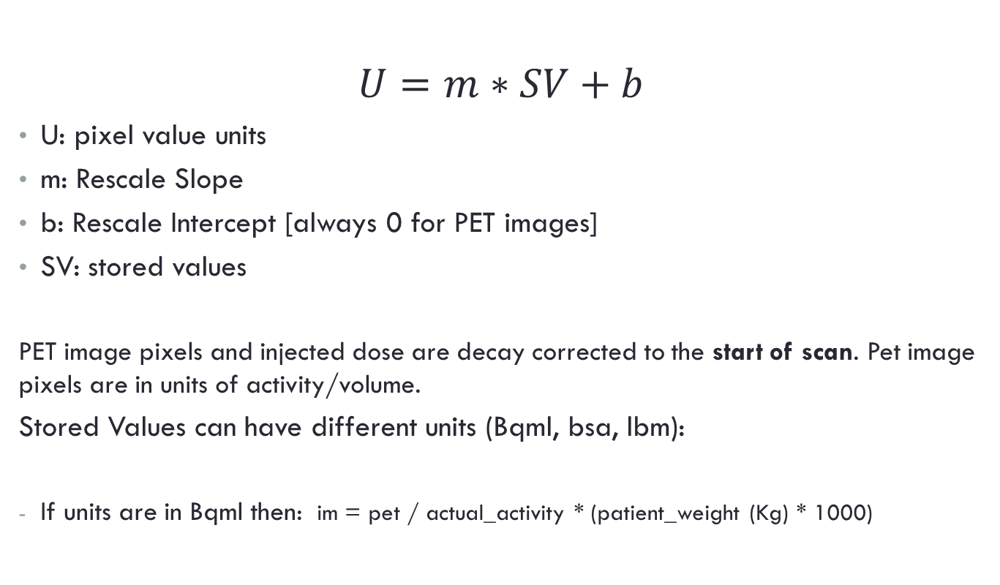 U = m * SV + b
• U: pixel value units
• m: Rescale Slope
• b: Rescale Intercept [always 0 for PET images]
• SV: stored values
PET image pixels and injected dose are decay corrected to the start of scan. Pet image
pixels are in units of activity/volume.
Stored Values can have different units (Bqml, bsa, lbm):
- If units are in Bqml then: im = pet / actual_activity * (patient_weight (Kg) * 1000)